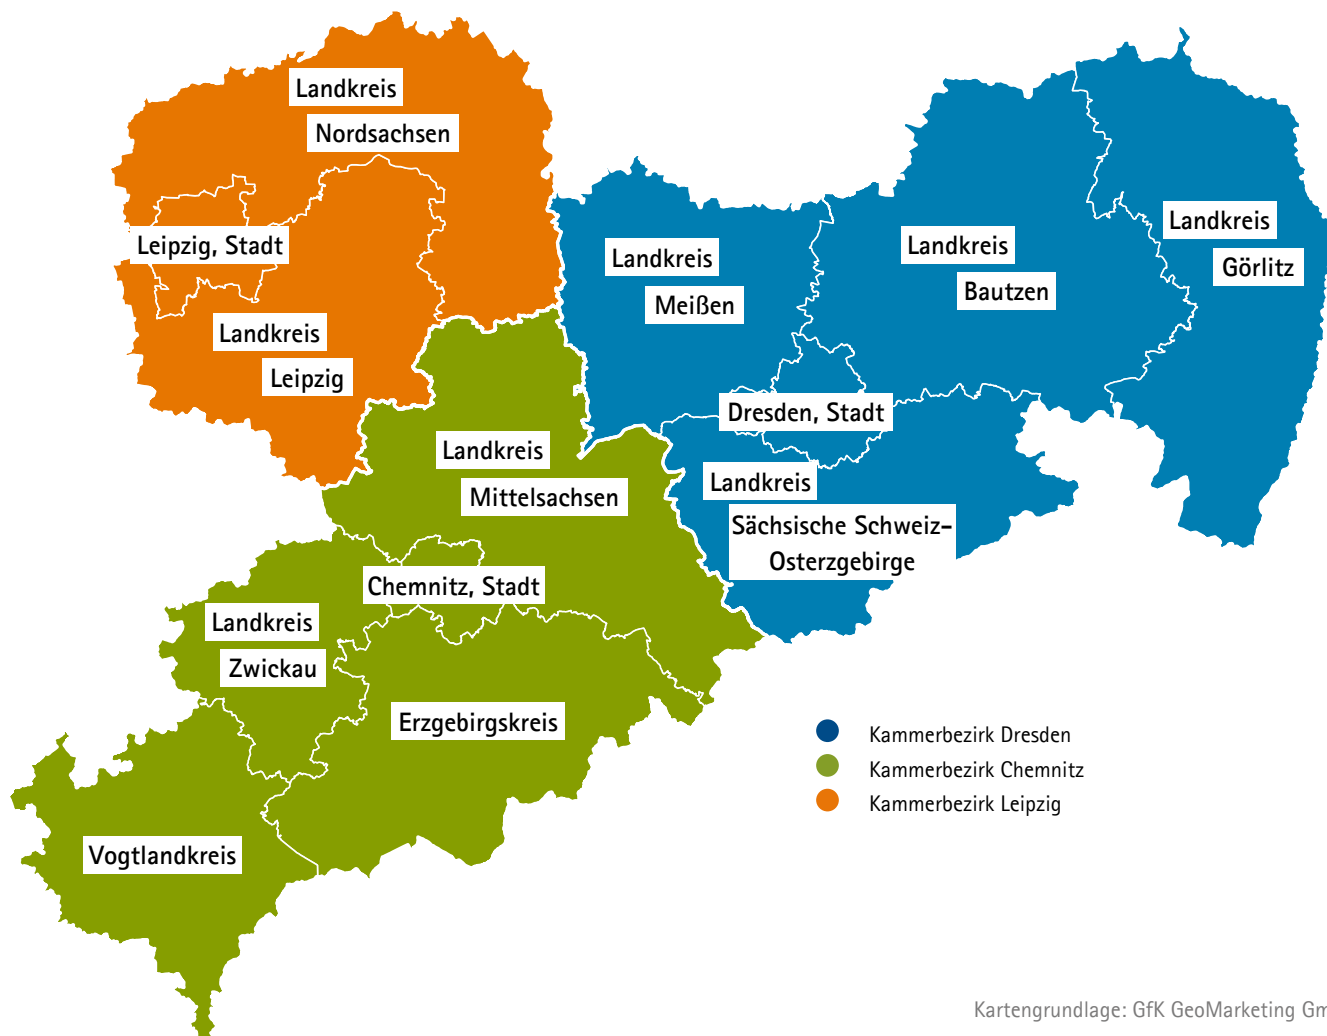 Landkreis
Nordsachsen
Leipzig, Stadt
Landkreis
Leipzig
Landkreis
Meißen
Landkreis
Bautzen
Landkreis
Görlitz
Dresden, Stadt
Landkreis
Sächsische Schweiz-
Osterzgebirge
Landkreis
Mittelsachsen
Chemnitz, Stadt
Landkreis
Zwickau
Erzgebirgskreis
Vogtlandkreis
Kammerbezirk Dresden
Kammerbezirk Chemnitz
Kammerbezirk Leipzig
Kartengrundlage: GfK GeoMarketing Gm